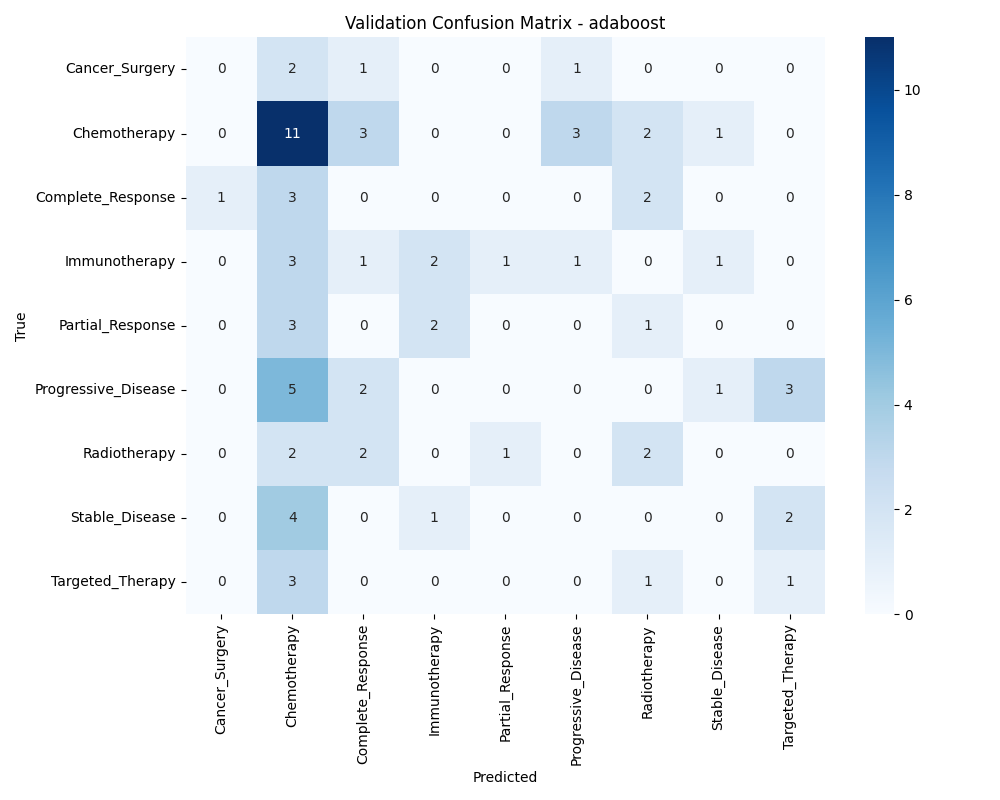 Validation Confusion Matrix - adaboost
True
Cancer_Surgery 0 2 1 0 0 1 0 0 0
Chemotherapy 0 11 3 0 0 3 2 1 0
Complete_Response 1 3 0 0 0 0 2 0 0
Immunotherapy 0 3 1 2 1 1 0 1 0
Partial_Response 0 3 0 2 0 0 1 0 0
Progressive_Disease 0 5 2 0 0 0 0 1 3
Radiotherapy 0 2 2 0 1 0 2 0 0
Stable_Disease 0 4 0 1 0 0 0 0 2
Targeted_Therapy 0 3 0 0 0 0 1 0 1
Cancer_Surgery
Chemotherapy
Complete_Response
Immunotherapy
Partial_Response
Progressive_Disease
Radiotherapy
Stable_Disease
Targeted_Therapy
Predicted
10
8
6
4
2
0